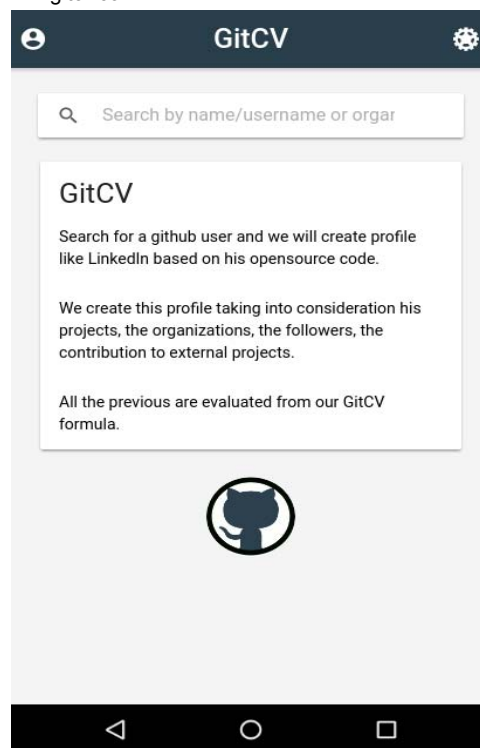 GitCV
Search by name/username or orgar
GitCV
Search for a github user and we will create profile
like LinkedIn based on his opensource code.
We create this profile taking into consideration his
projects, the organizations, the followers, the
contribution to external projects.
All the previous are evaluated from our GitCV
formula.